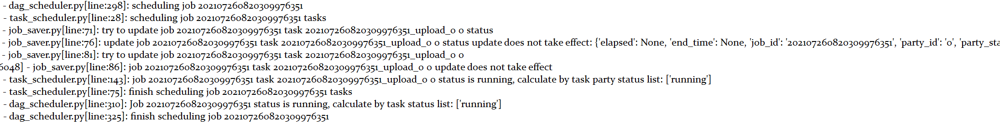 - dag_scheduler.py[line:298]: scheduling job 202107260820309976351
- task_scheduler.py[line:28]: scheduling job 202107260820309976351 tasks
- job_saver.py[line:71]: try to update job 202107260820309976351 task 202107260820309976351_upload_0 0 status
- job_saver.py[line:76]: update job 202107260820309976351 task 202107260820309976351_upload_0 0 status update does not take effect: {'elapsed': None, 'end_time': None, 'job_id': '202107260820309976351', 'party_id': '0', 'party_sta
- job_saver.py[line:81]: try to update job 202107260820309976351 task 202107260820309976351_upload_0 0
6048] - job_saver.py[line:86]: job 202107260820309976351 task 202107260820309976351_upload_0 0 update does not take effect
- task_scheduler.py[line:143]: job 202107260820309976351 task 202107260820309976351_upload_0 0 status is running, calculate by task party status list: ['running']
- task_scheduler.py[line:75]: finish scheduling job 202107260820309976351 tasks
- dag_scheduler.py[line:310]: Job 202107260820309976351 status is running, calculate by task status list: ['running']
- dag_scheduler.py[line:325]: finish scheduling job 202107260820309976351